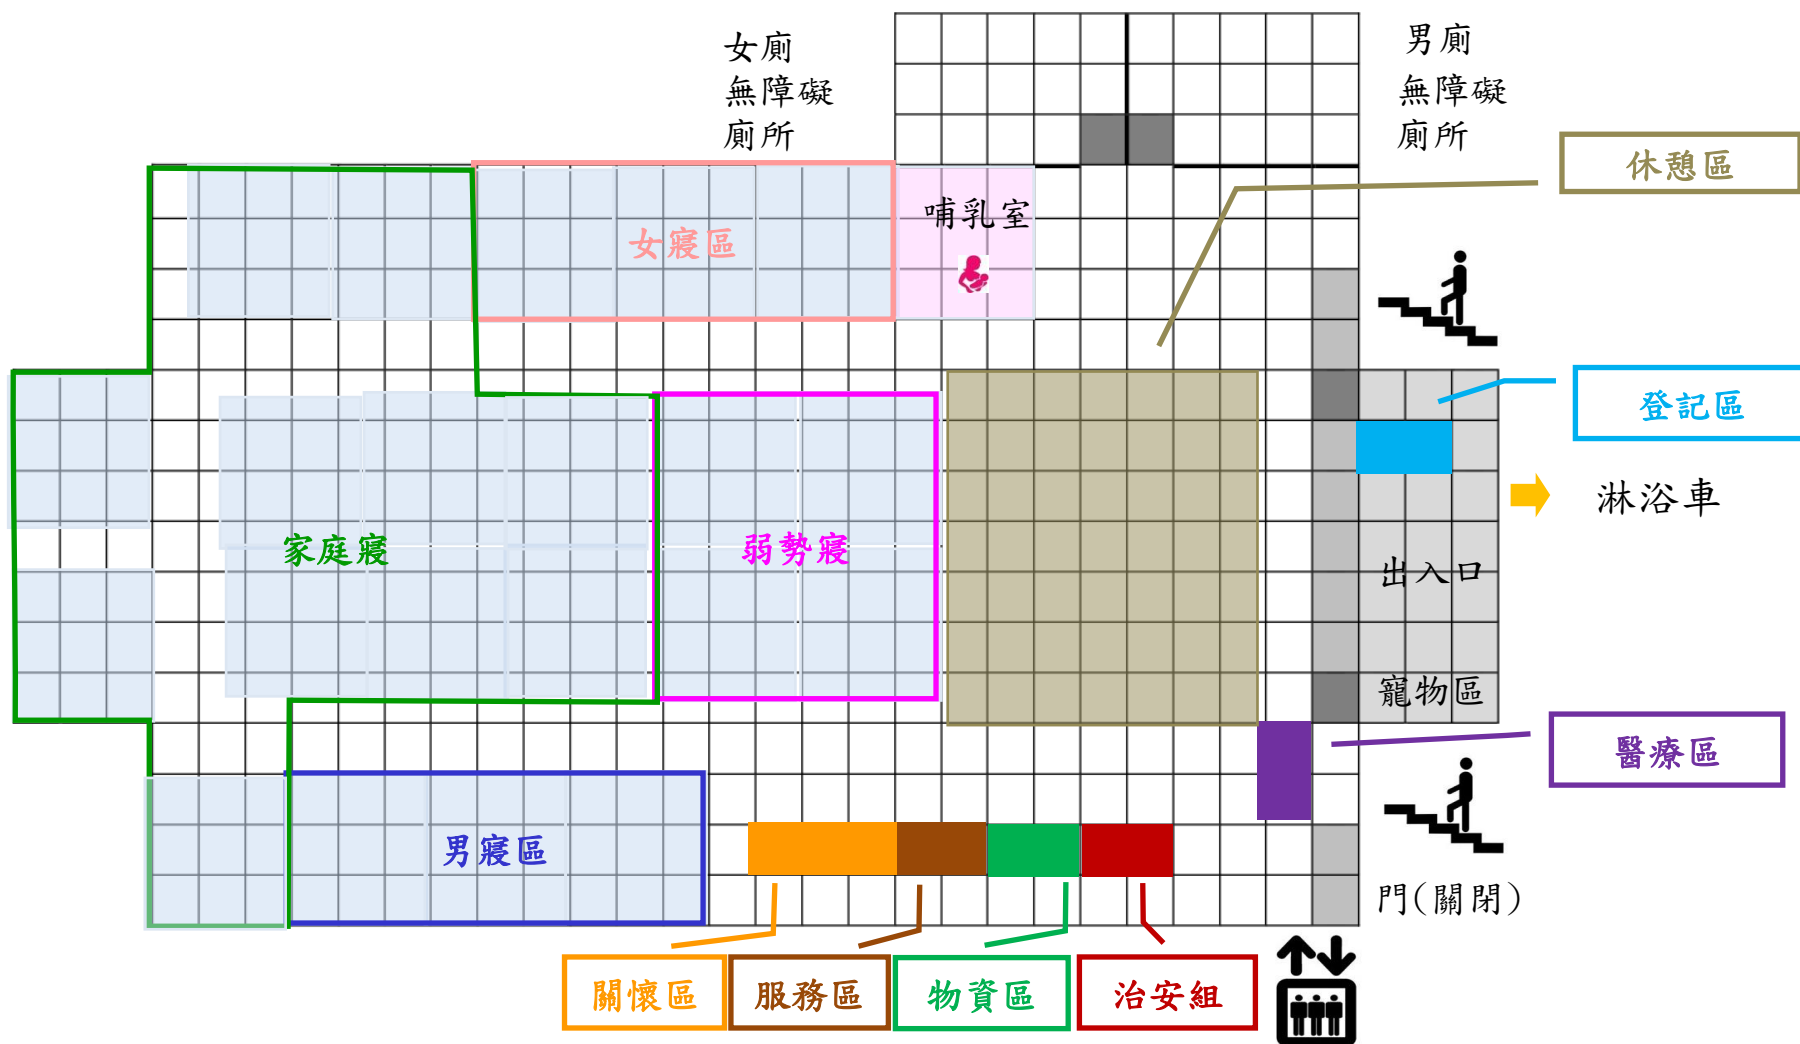 女廁
無障礙
廁所
男廁
無障礙
廁所
休憩區
哺乳室
女寢區
登記區
淋浴車
家庭寢
弱勢寢
出入口
寵物區
醫療區
男寢區
門(關閉)
關懷區
服務區
物資區
治安組